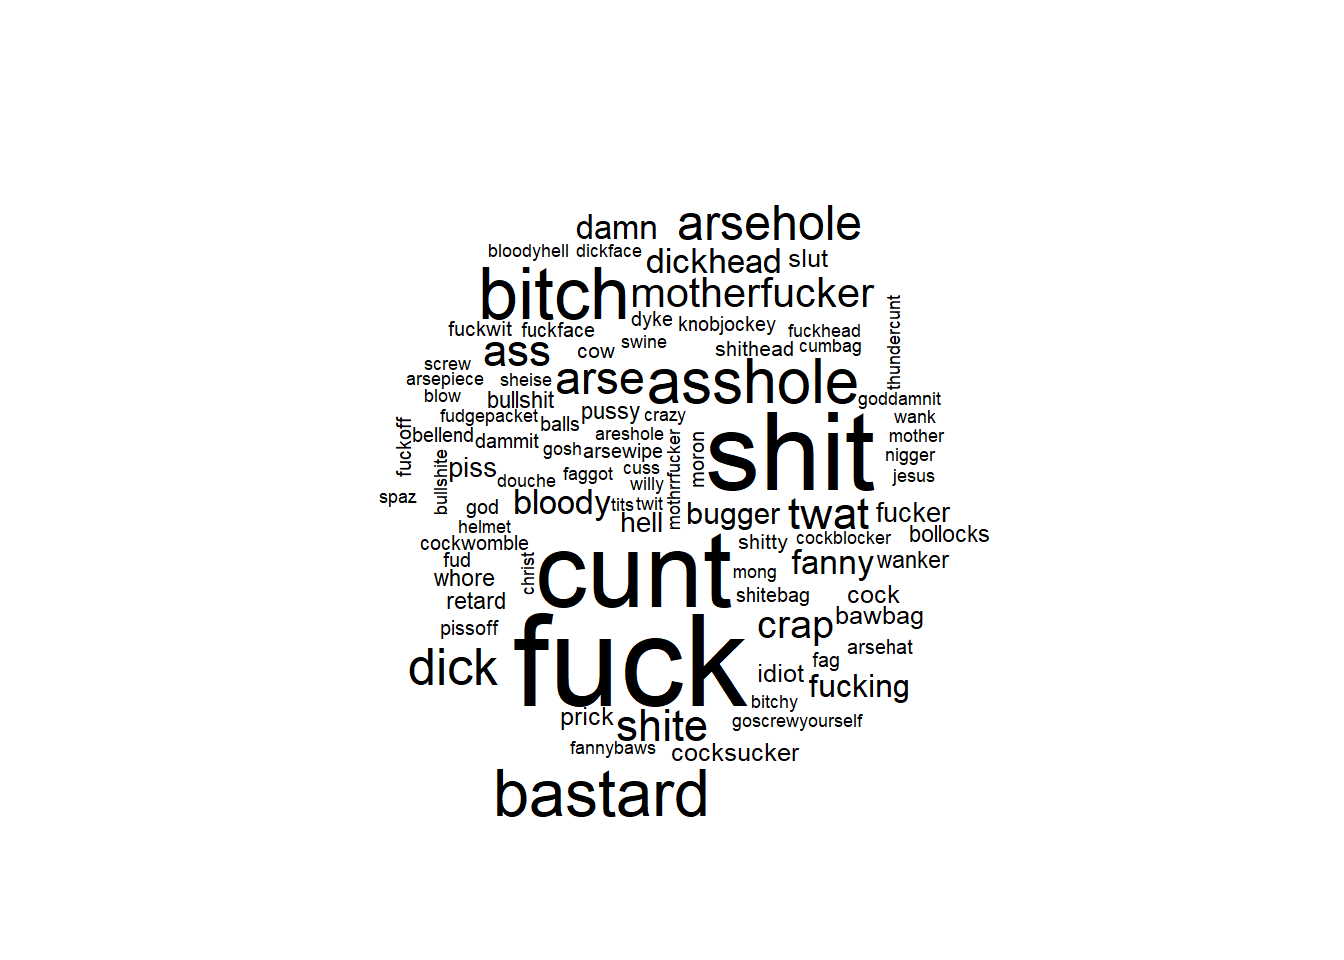 damn
arsehole
bloodyhell
dickface
dickhead
slut
bitch
motherfucker
thundercunt
dyke
knobjockey
fuckhead
fuckwit
fuckface
swine
cow
ass
shithead
cumbag
screw
arsepiece
sheise
arse
asshole
blow
bullshit
goddamnit
fudgepacket
balls
pussy
crazy
shit
wank
fuckoff
bellend
dammit
gosh
areshole
arsewipe
mothrrfucker
moron
mother
nigger
bullshite
piss
douche
faggot
cuss
willy
jesus
spaz
god
bloody
tits
twit
bugger
twat
fucker
helmet
hell
cockwomble
christ
cunt
shitty
cockblocker
bollocks
fud
fanny
wanker
whore
mong
retard
shitebag
cock
pissoff
fuck
crap
bawbag
arsehat
dick
idiot
fag
fucking
bitchy
prick
shite
goscrewyourself
fannybaws
cocksucker
bastard